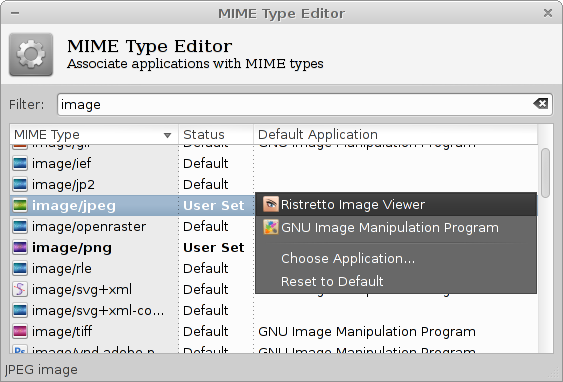 MIME Type Editor
MIME Type Editor
Associate applications with MIME types
Filter: image
MIME Type Status Default Application
image/gif Default GNU Image Manipulation Program
image/ief Default
image/jp2 Default
image/jpeg User Set Ristretto Image Viewer
image/openraster Default GNU Image Manipulation Program
image/png User Set
image/rle Default Choose Application...
image/svg+xml Default Reset to Default
image/svg+xml-co... Default
image/tiff Default GNU Image Manipulation Program
image/vnd.adobe.p... Default GNU Image Manipulation Program
JPEG image